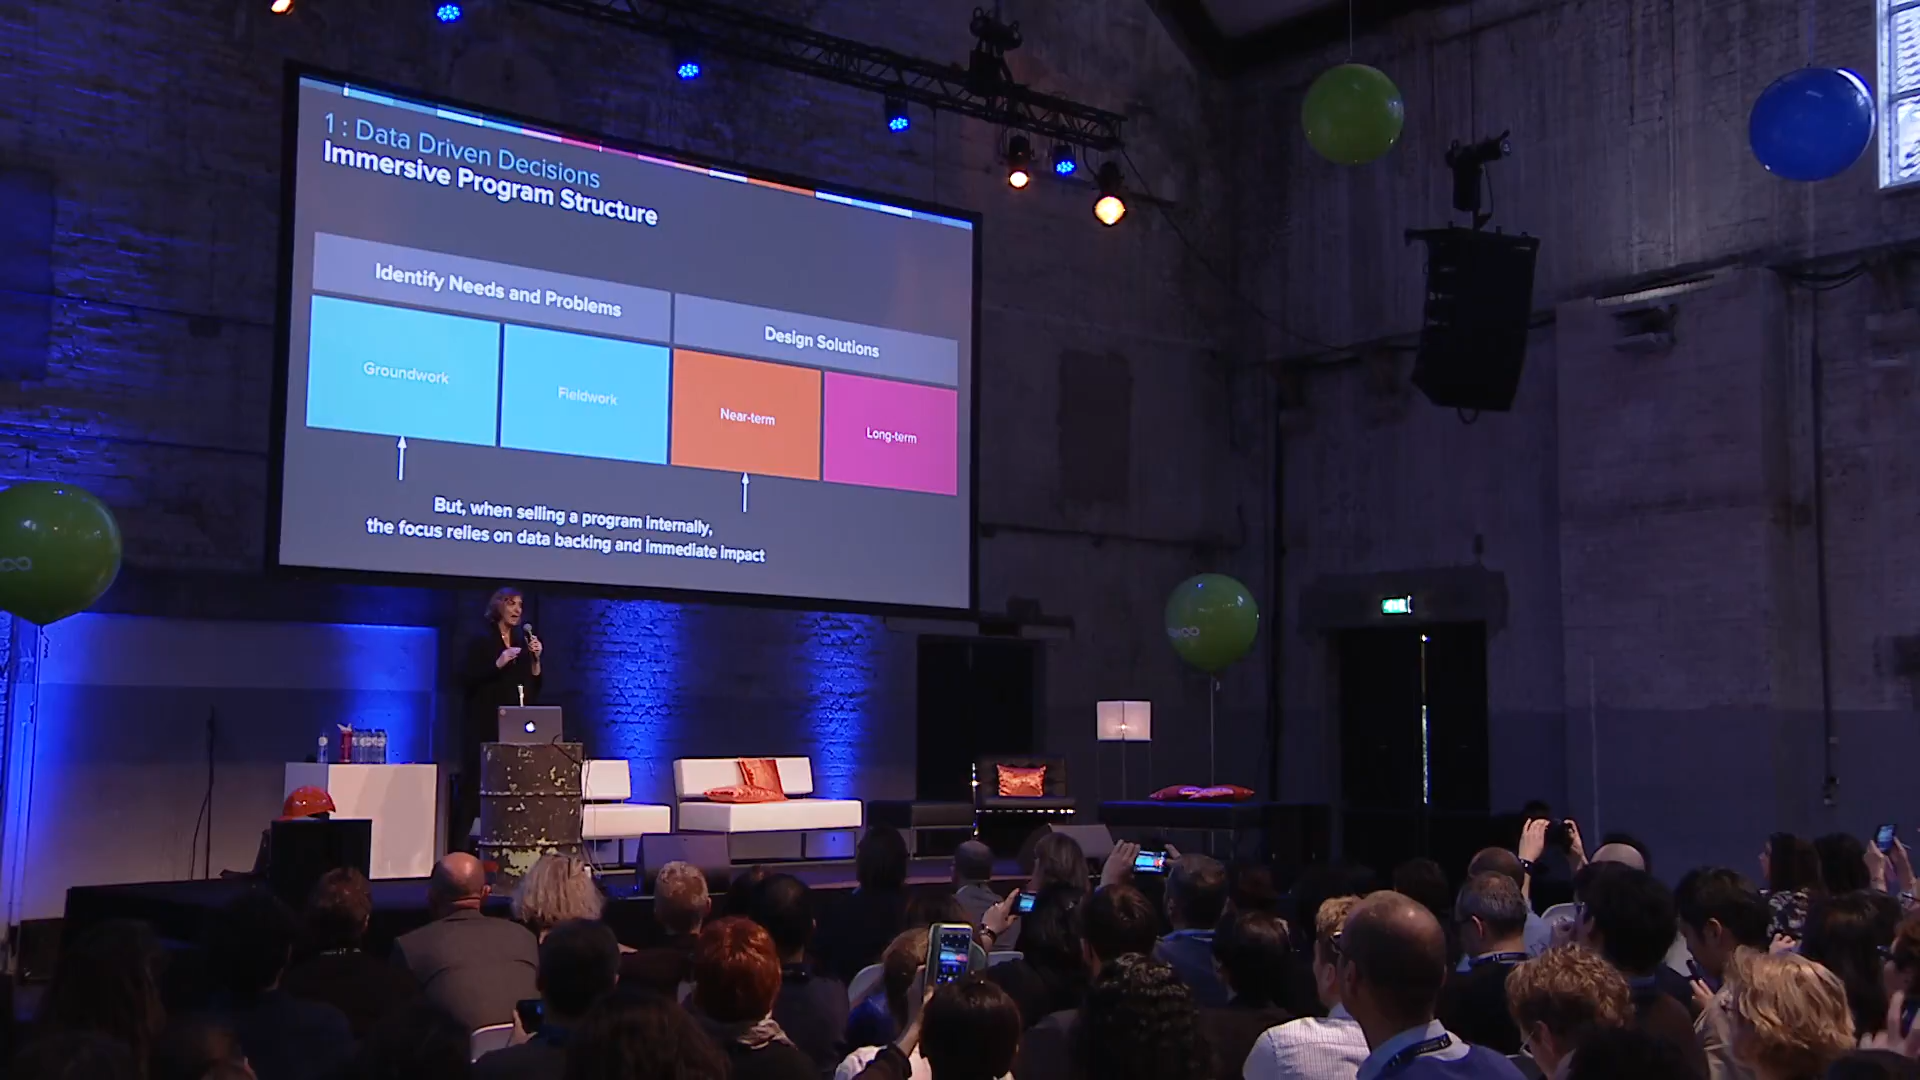 1 : Data Driven Decisions
Immersive Program Structure
Identify Needs and Problems
Design Solutions
Groundwork
Fieldwork
Near-term
Long-term
But, when selling a program internally,
the focus relies on data backing and immediate impact